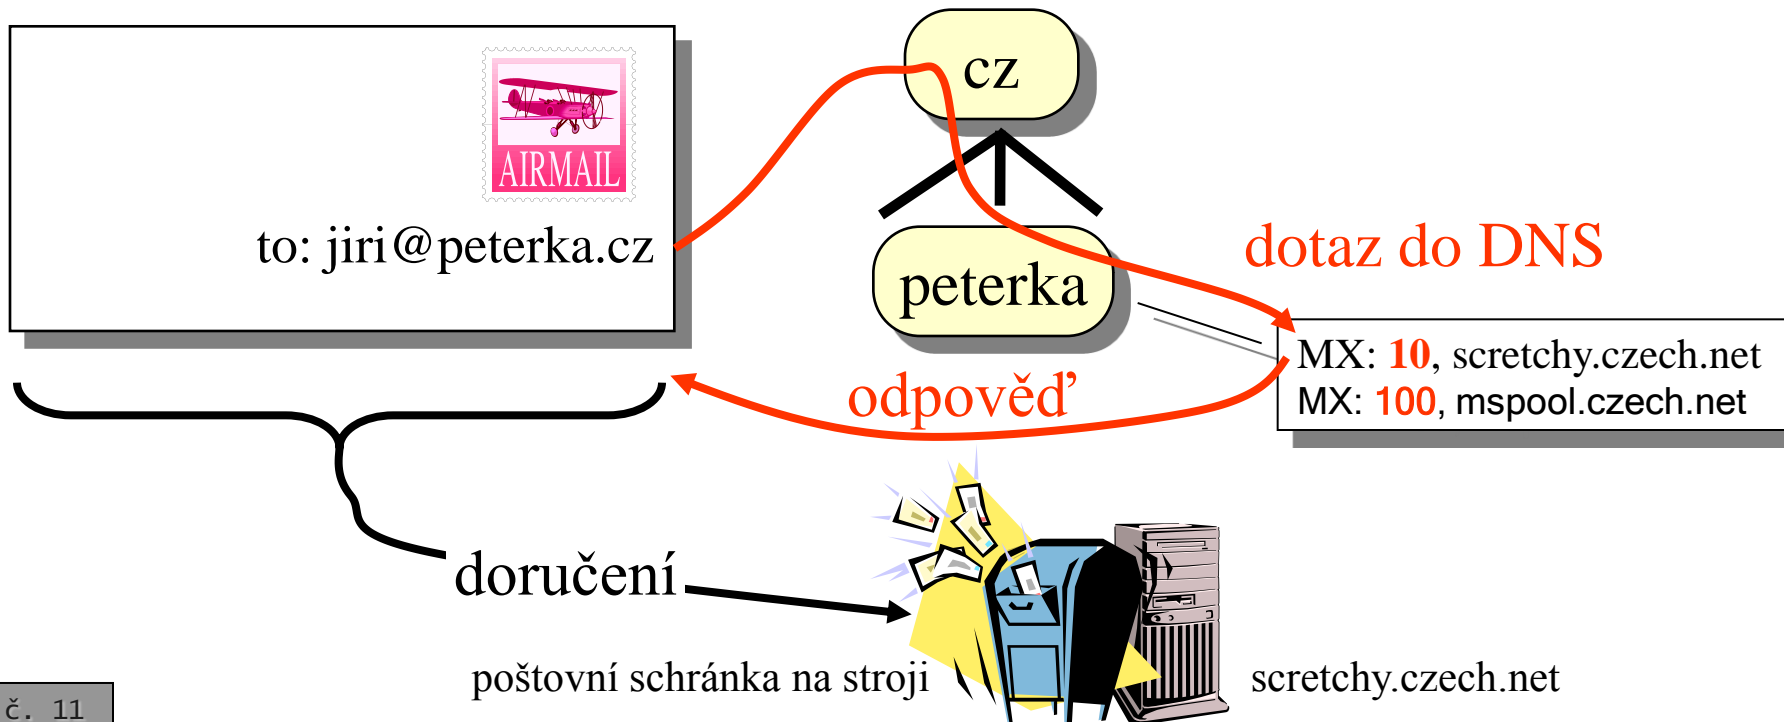 cz
AIRMAIL
to: jiri@peterka.cz
dotaz do DNS
peterka
MX: 10, scretchy.czech.net
MX: 100, mspool.czech.net
odpověď
doručení
poštovní schránka na stroji
scretchy.czech.net
č. 11